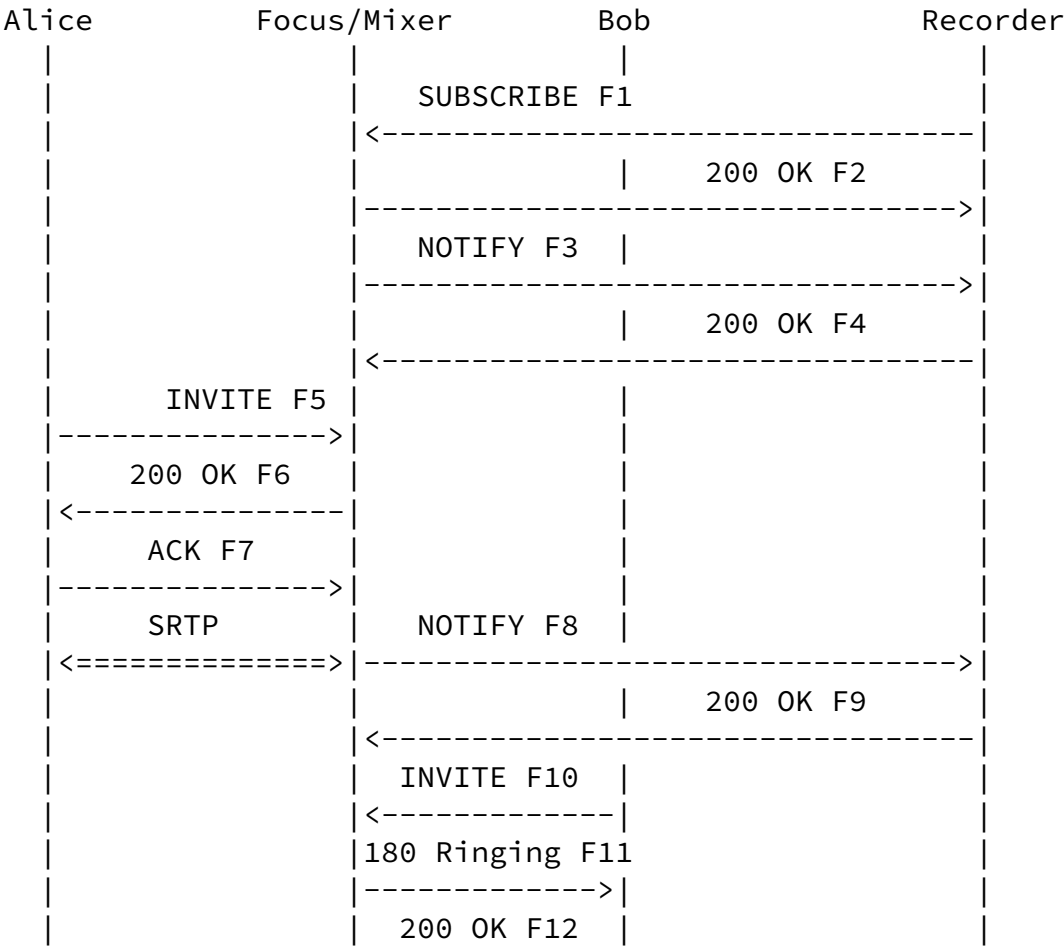 Alice Focus/Mixer Bob Recorder
SUBSCRIBE F1
200 OK F2
NOTIFY F3
200 OK F4
INVITE F5
200 OK F6
ACK F7
SRTP NOTIFY F8
200 OK F9
INVITE F10
180 Ringing F11
200 OK F12